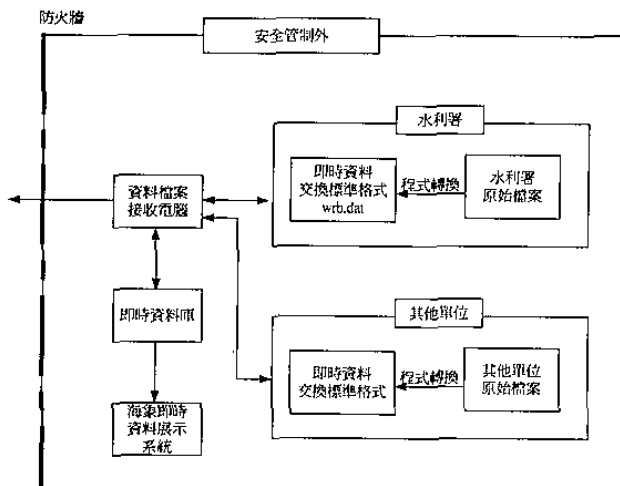 防火牆
安全管制外
水利署
即時資料
交換標準格式
wrb.dat
程式轉換
水利署
原始檔案
資料檔案
接收電腦
即時資料庫
海象即時
資料展示
系統
其他單位
即時資料
交換標準格式
程式轉換
其他單位
原始檔案